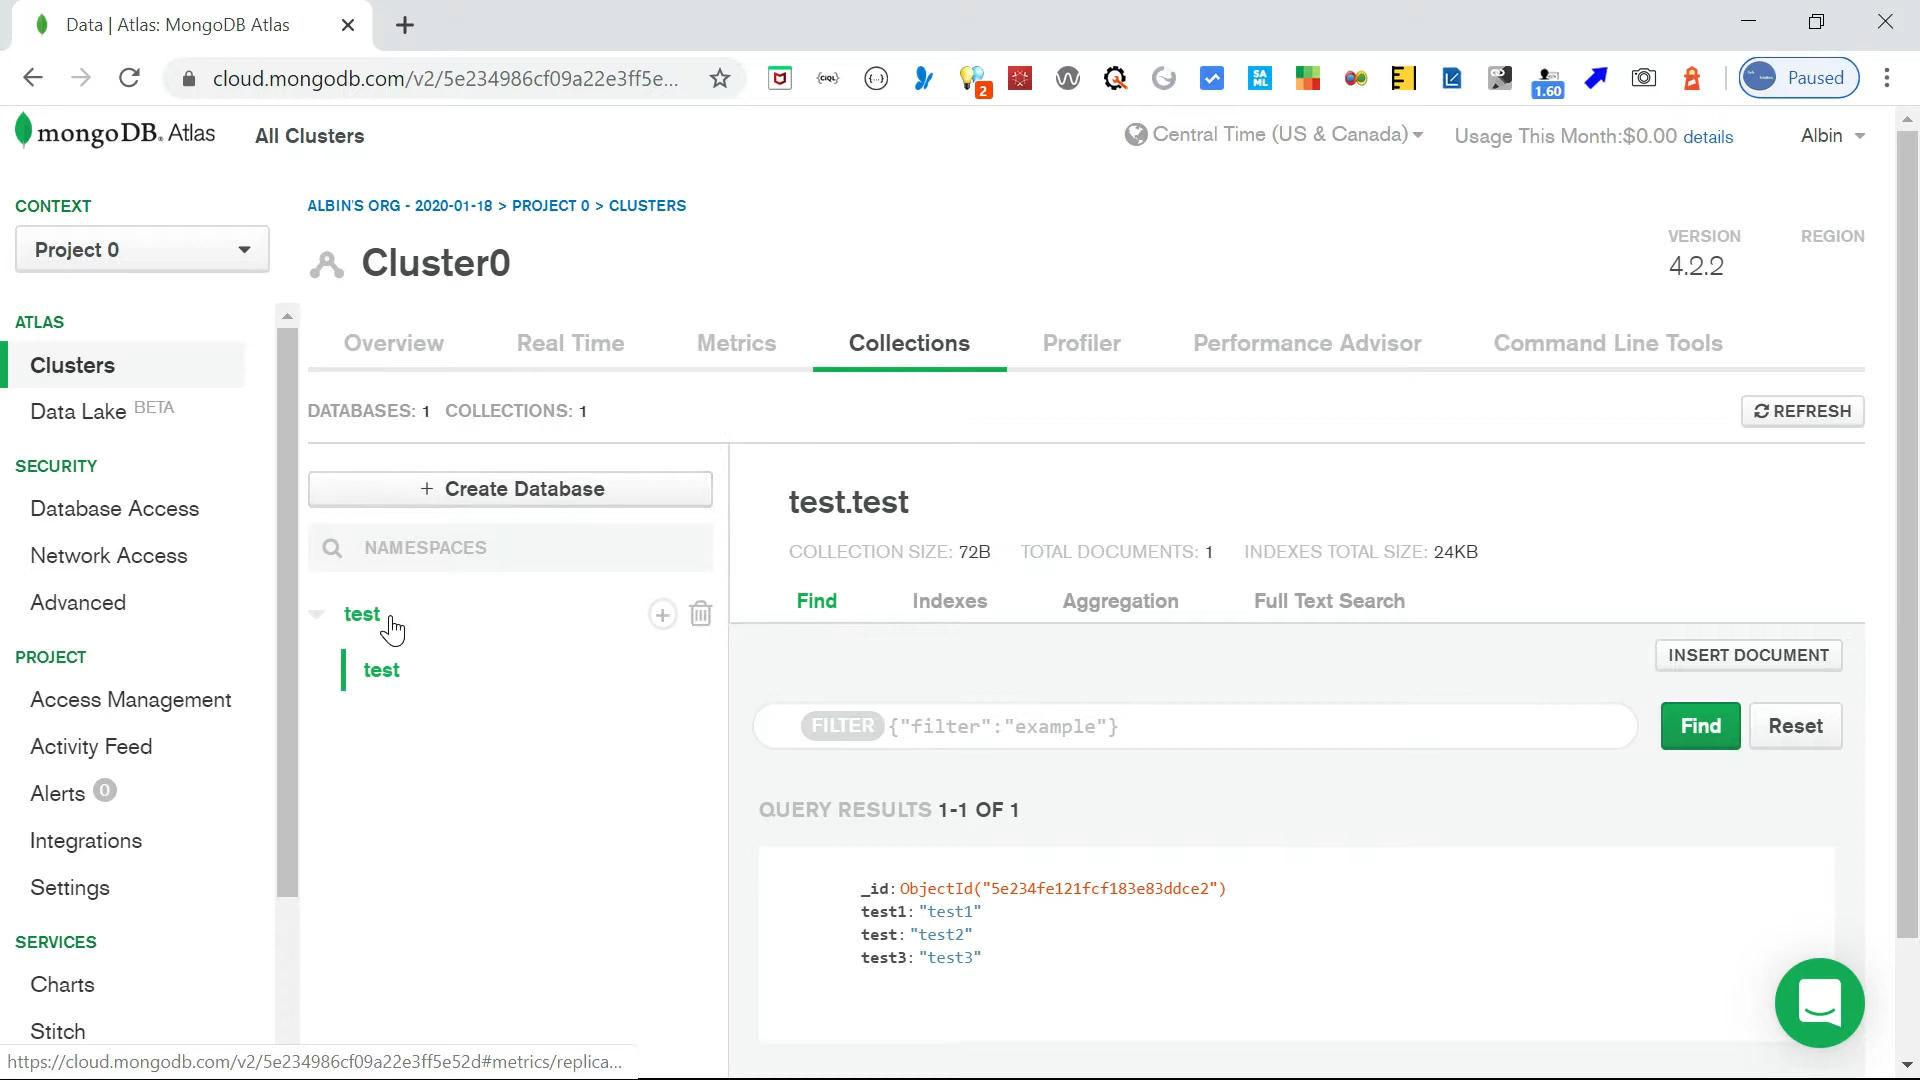 Data | Atlas: MongoDB Atlas
cloud.mongodb.com/v2/5e234986cf09a22e3ff5e...
CIQL
2
SA
ML
1.60
Paused
mongoDB. Atlas
All Clusters
Central Time (US & Canada)
Usage This Month:$0.00 details
Albin
CONTEXT
Project 0
ATLAS
Clusters
Data Lake BETA
SECURITY
Database Access
Network Access
Advanced
PROJECT
Access Management
Activity Feed
Alerts 0
Integrations
Settings
SERVICES
Charts
Stitch
ALBIN'S ORG - 2020-01-18 > PROJECT 0 > CLUSTERS
Cluster0
VERSION
4.2.2
REGION
Overview
Real Time
Metrics
Collections
Profiler
Performance Advisor
Command Line Tools
DATABASES: 1 COLLECTIONS: 1
REFRESH
+ Create Database
NAMESPACES
test
test
test.test
COLLECTION SIZE: 72B TOTAL DOCUMENTS: 1 INDEXES TOTAL SIZE: 24KB
Find
Indexes
Aggregation
Full Text Search
INSERT DOCUMENT
FILTER {"filter":"example"}
Find
Reset
QUERY RESULTS 1-1 OF 1
_id: ObjectId("5e234fe121fcf183e83ddce2")
test1: "test1"
test: "test2"
test3: "test3"
https://cloud.mongodb.com/v2/5e234986cf09a22e3ff5e52d#metrics/replica...